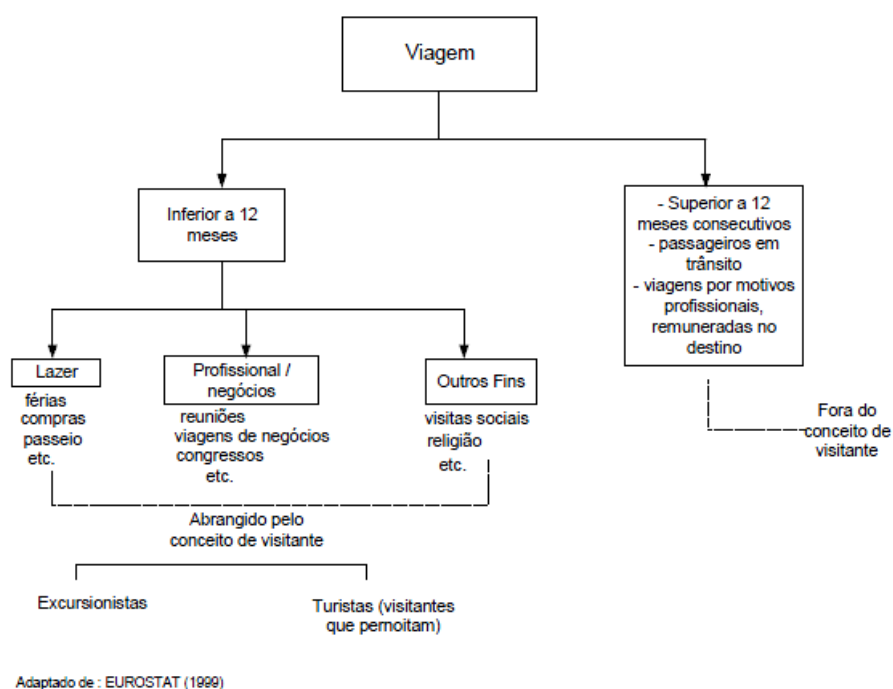 Viagem
Inferior a 12
meses
- Superior a 12
meses consecutivos
- passageiros em
trânsito
- viagens por motivos
profissionais,
remuneradas no
destino
Lazer
férias
compras
passeio
etc.
Profissional /
negócios
reuniões
viagens de negócios
congressos
etc.
Outros Fins
visitas sociais
religião
etc.
Fora do
conceito de
visitante
Abrangido pelo
conceito de visitante
Excursionistas
Turistas (visitantes
que pernoitam)
Adaptado de : EUROSTAT (1999)